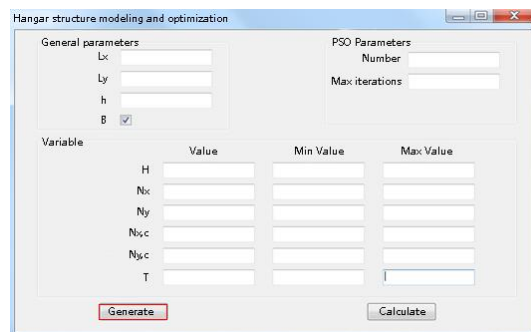 Hangar structure modeling and optimization
General parameters
Lx
Ly
h
B
PSO Parameters
Number
Max iterations
Variable
Value Min Value Max Value
H
Nx
Ny
Nx,c
Ny,c
T
Generate Calculate